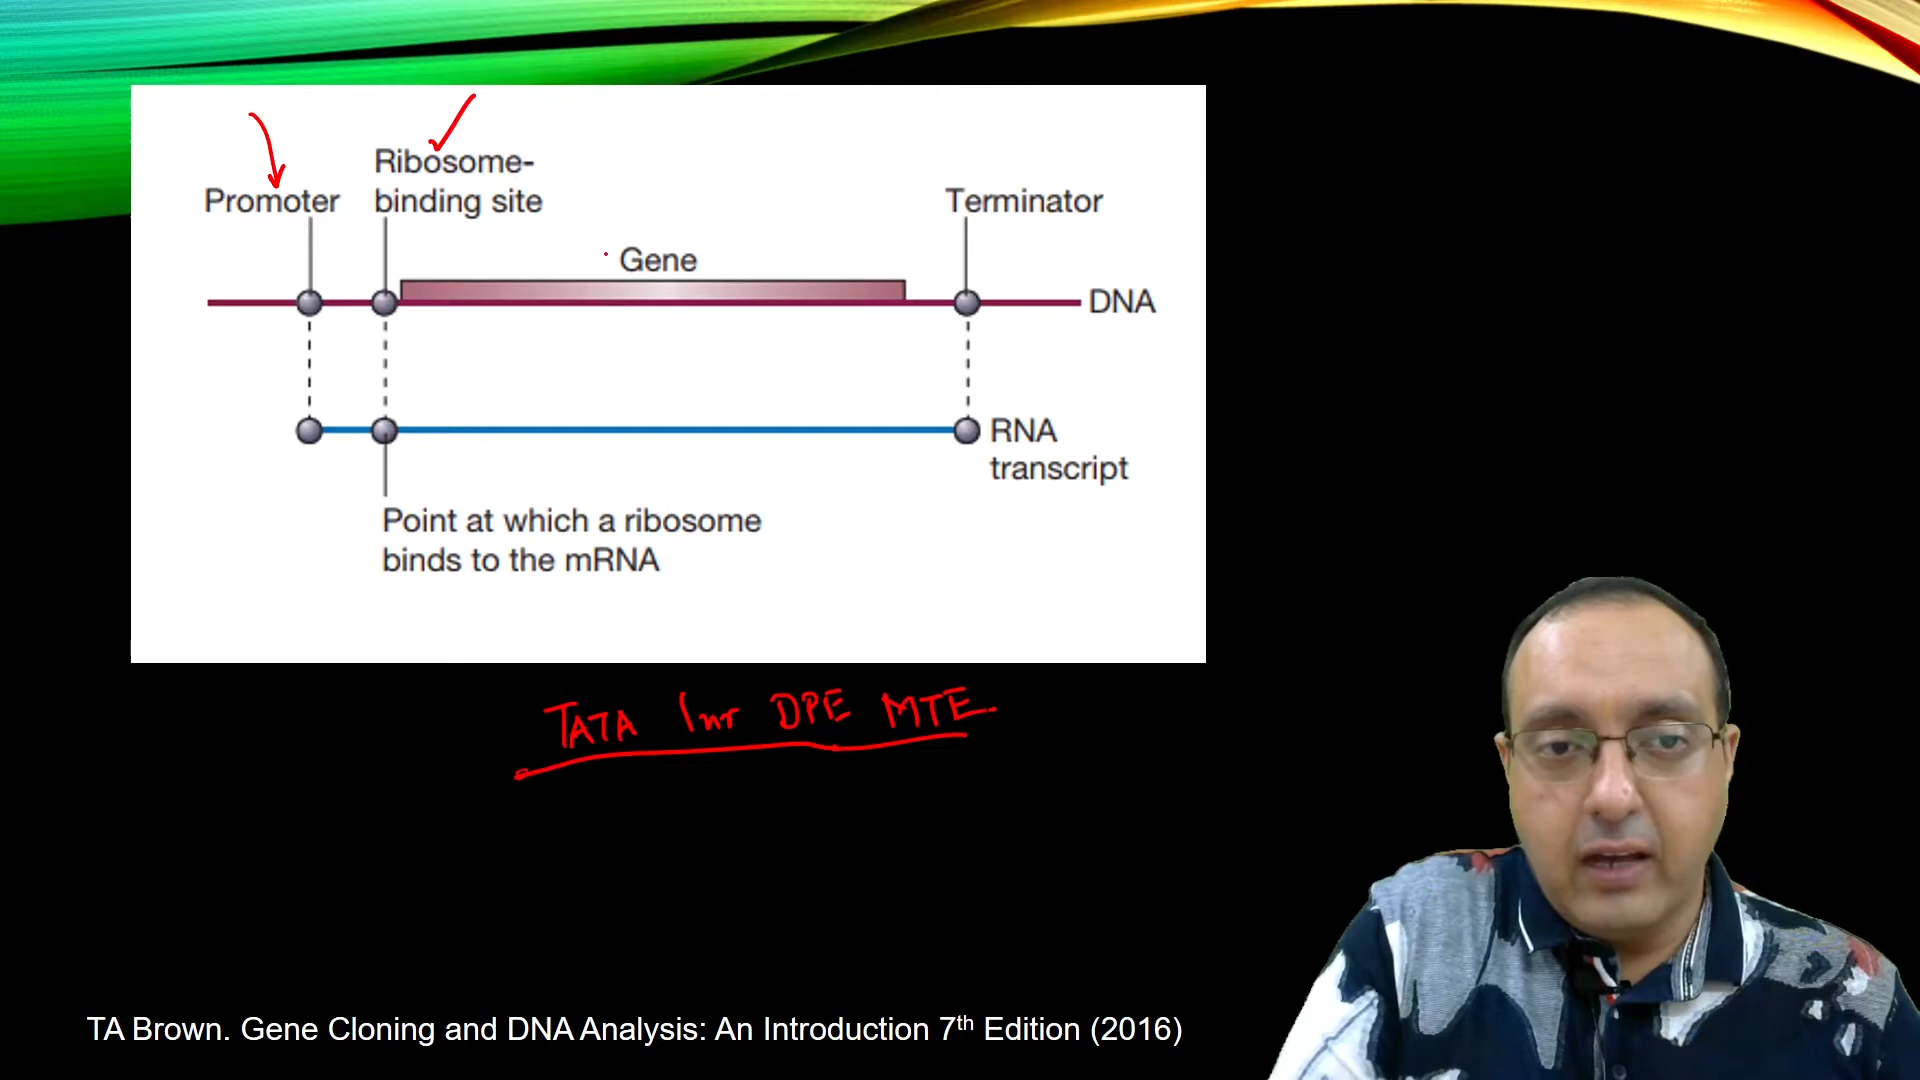 Ribosome-
Promoter binding site Terminator
Gene
DNA
RNA
transcript
Point at which a ribosome
binds to the mRNA
TATA Inr DPE MTE.
TA Brown. Gene Cloning and DNA Analysis: An Introduction 7th Edition (2016)